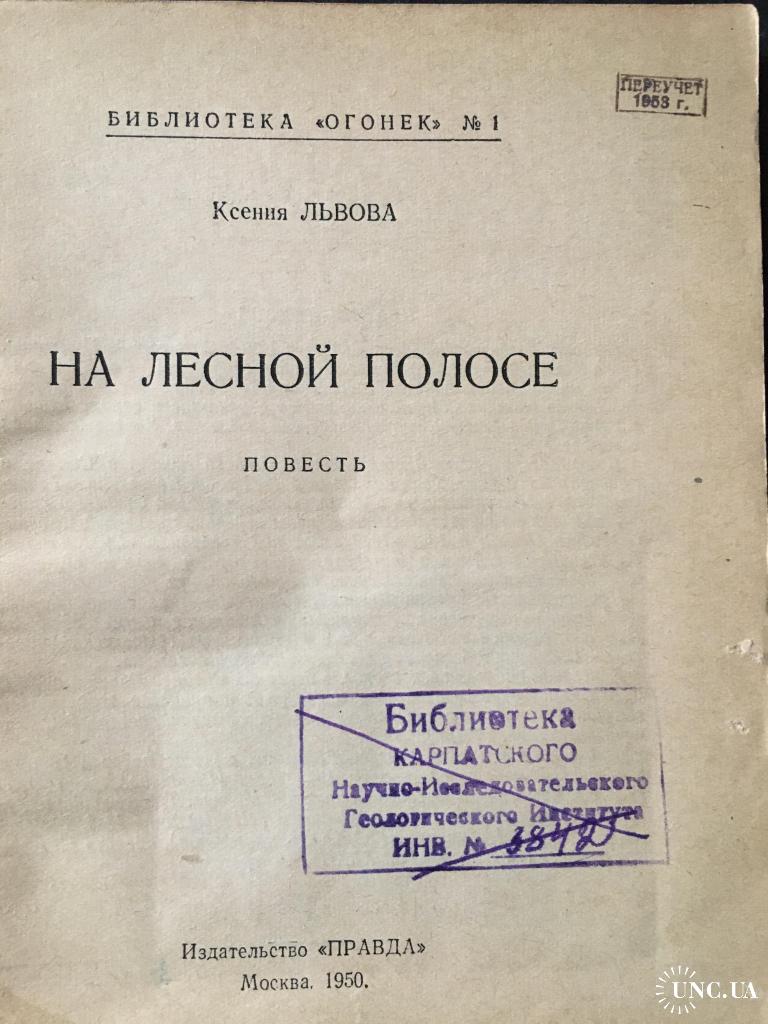 ПЕРЕУЧЕТ
1953 г.
БИБЛИОТЕКА «ОГОНЕК» № 1
Ксения ЛЬВОВА
НА ЛЕСНОЙ ПОЛОСЕ
ПОВЕСТЬ
Библиотека
КАРПАТСКОГО
Научно-Исследовательского
Геологического Института
ИНВ. №
Издательство «ПРАВДА»
Москва. 1950.
UNC.UA